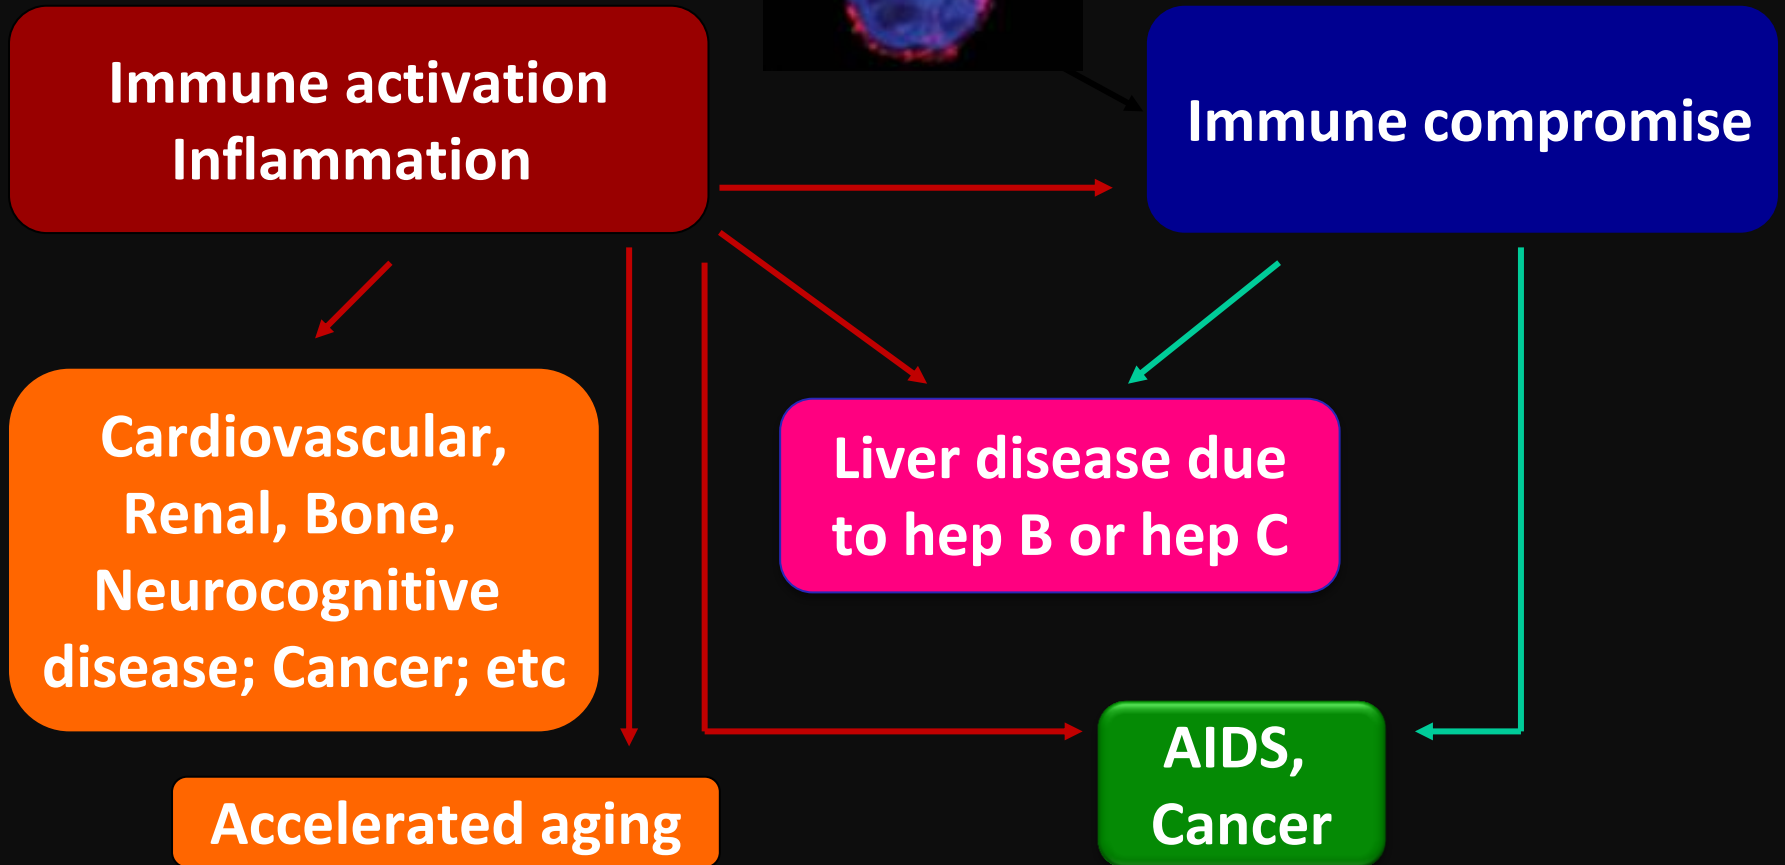 Immune activation
Inflammation
Immune compromise
Cardiovascular,
Renal, Bone,
Neurocognitive
disease; Cancer; etc
Liver disease due
to hep B or hep C
Accelerated aging
AIDS,
Cancer